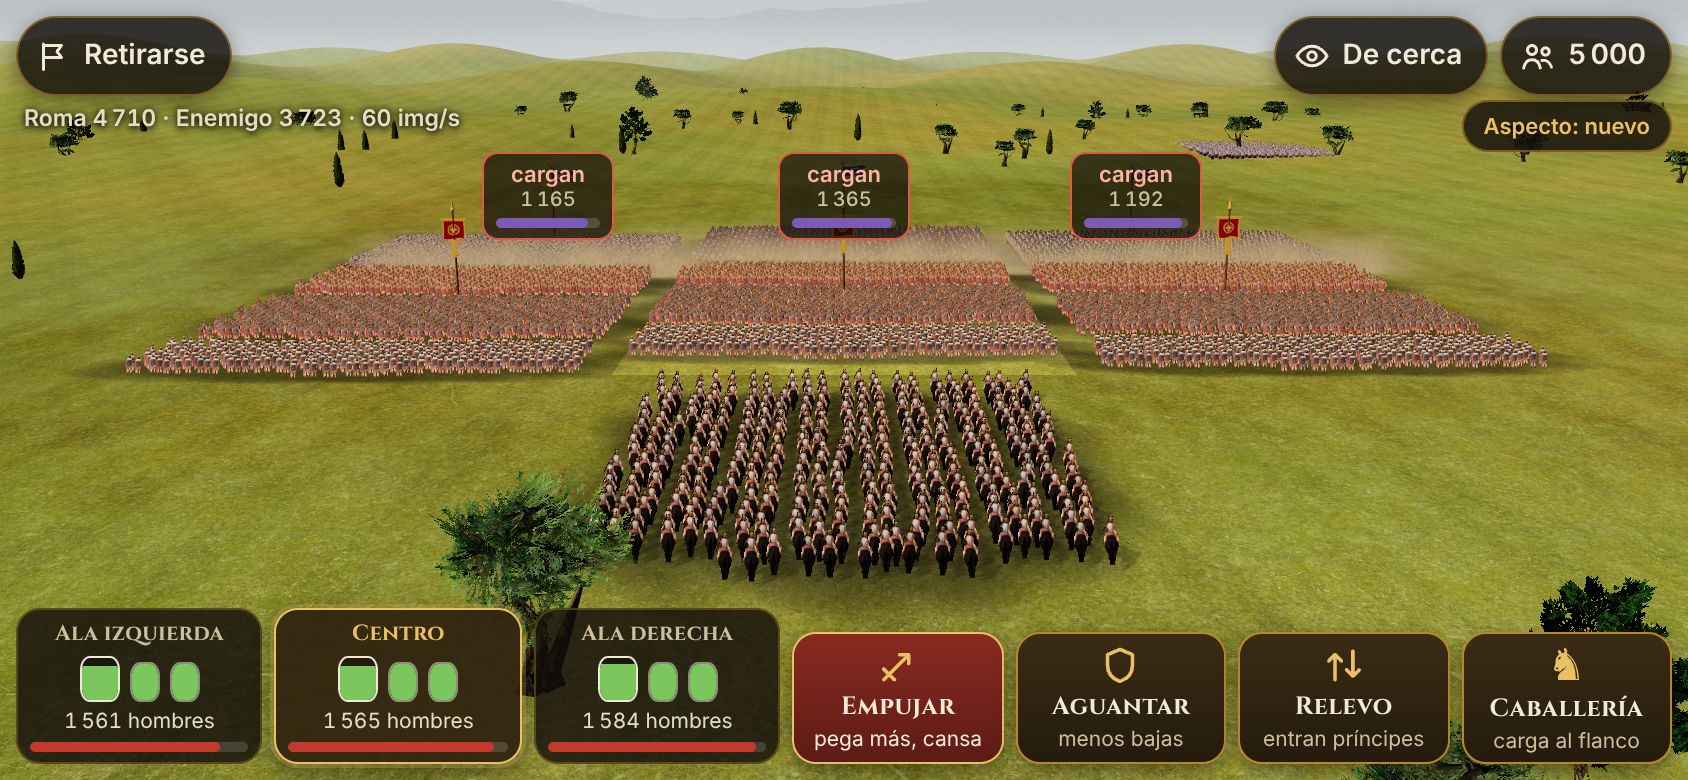 Retirarse
De cerca
5 000
Roma 4 710 · Enemigo 3 723 · 60 img/s
Aspecto: nuevo
cargan
1 165
cargan
1 365
cargan
1 192
ALA IZQUIERDA
1 561 hombres
CENTRO
1 565 hombres
ALA DERECHA
1 584 hombres
EMPUJAR
pega más, cansa
AGUANTAR
menos bajas
RELEVO
entran príncipes
CABALLERÍA
carga al flanco